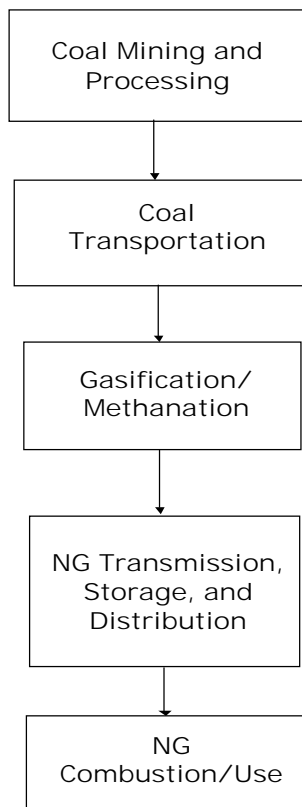 Coal Mining and
Processing
Coal
Transportation
Gasification/
Methanation
NG Transmission,
Storage, and
Distribution
NG
Combustion/Use